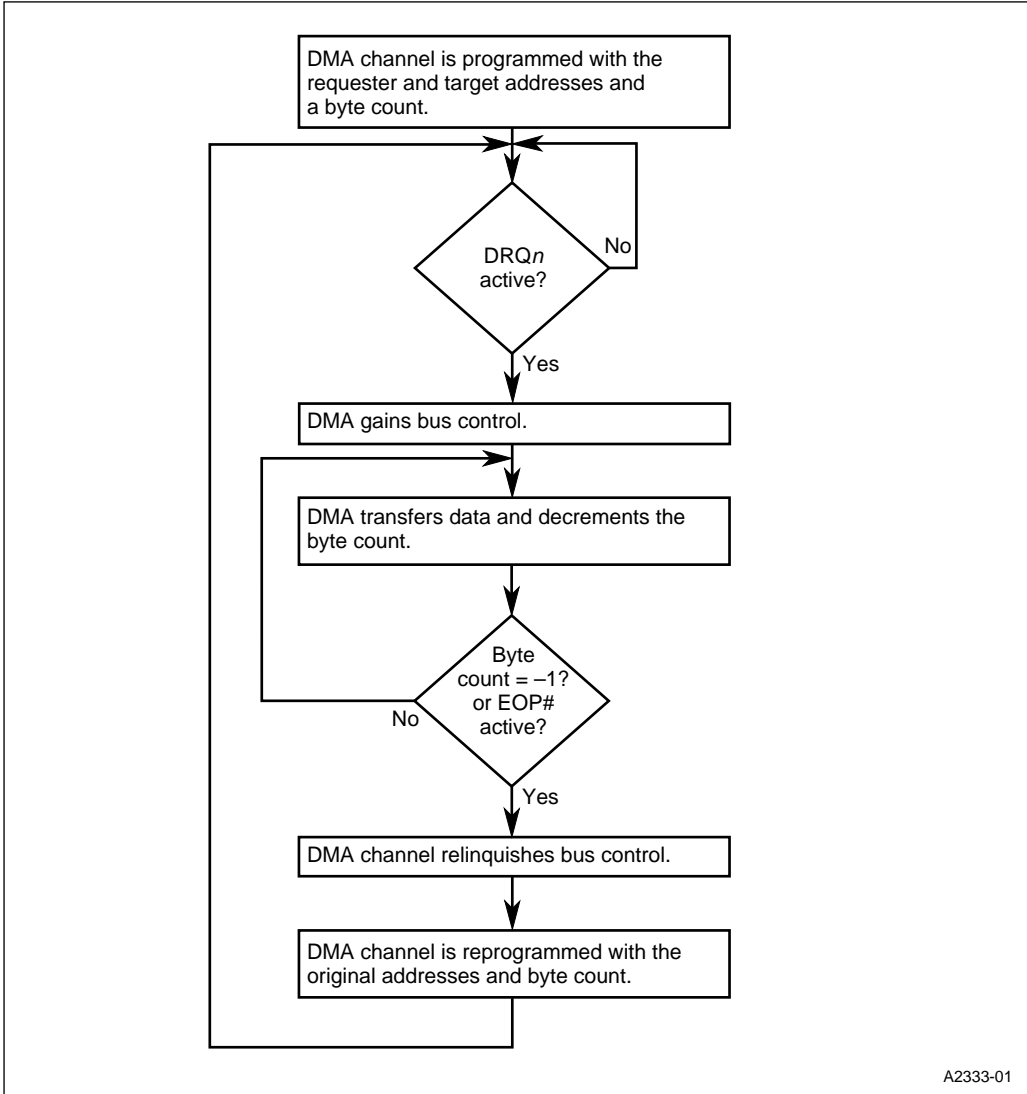 DMA channel is programmed with the
requester and target addresses and
a byte count.
DRQn
active?
No
Yes
DMA gains bus control.
DMA transfers data and decrements the
byte count.
Byte
count = –1?
or EOP#
active?
No
Yes
DMA channel relinquishes bus control.
DMA channel is reprogrammed with the
original addresses and byte count.
A2333-01